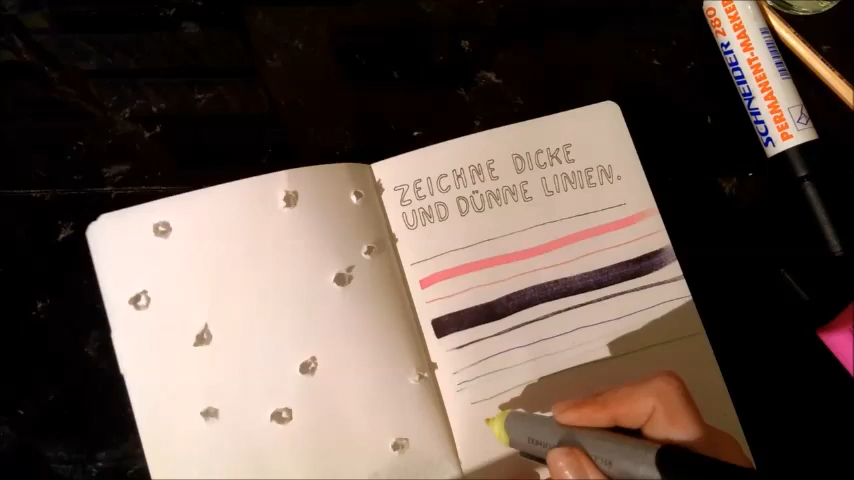 ZEICHNE DICKE
UND DÜNNE LINIEN.
SCHNEIDER 280
PERMANENT-MARKER